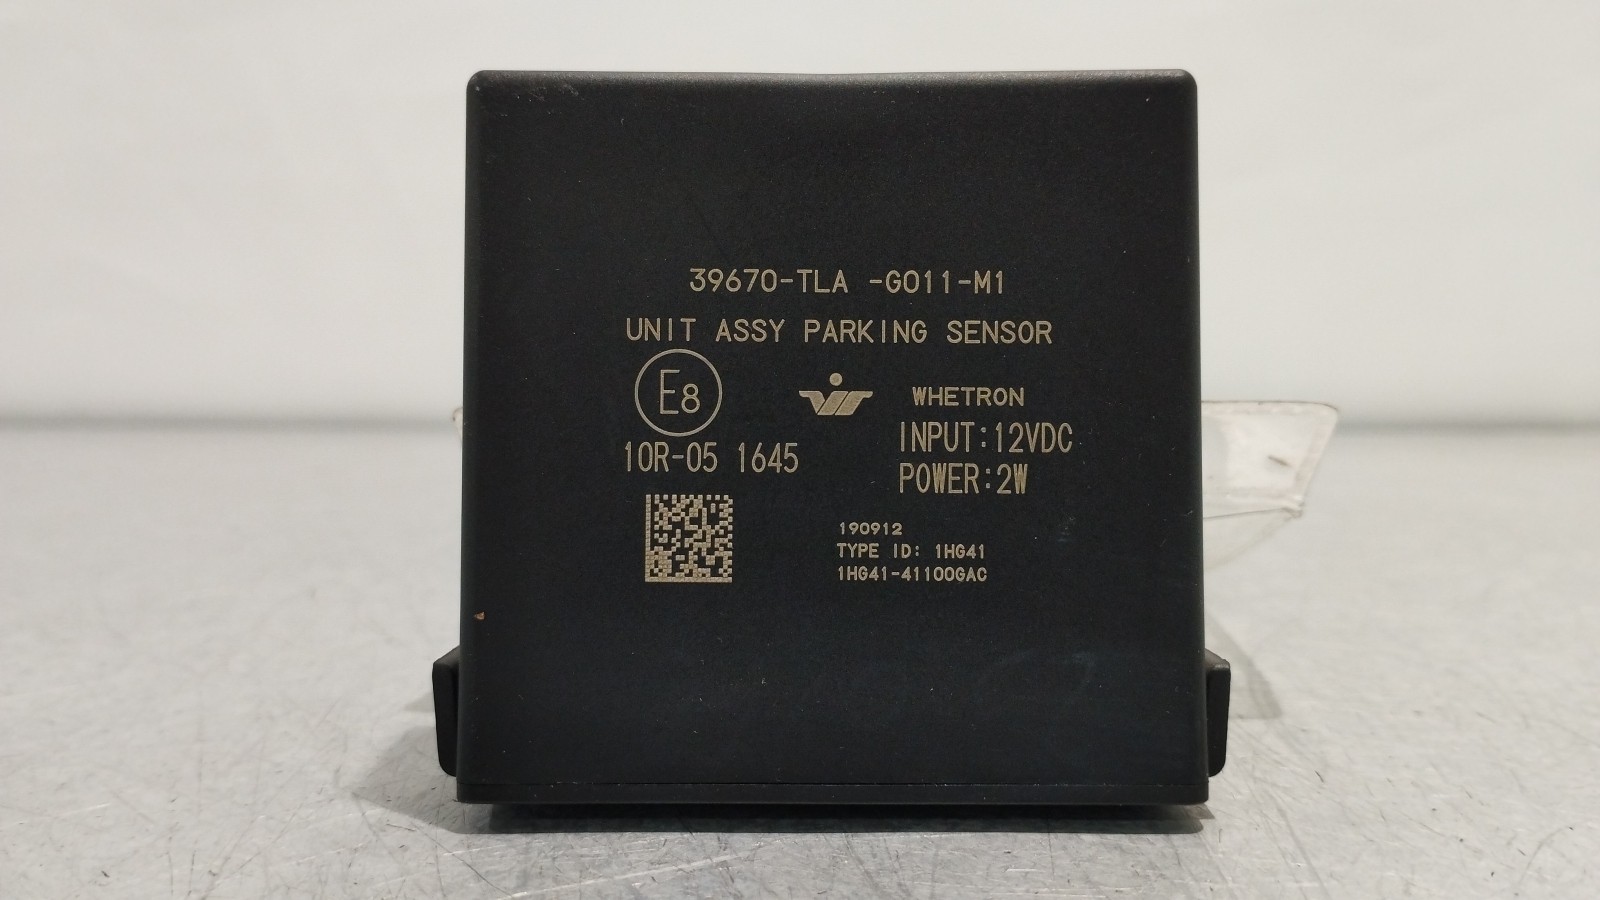 39670-TLA -G011-M1
UNIT ASSY PARKING SENSOR
E8
10R-05 1645
WHETRON
INPUT:12VDC
POWER:2W
190912
TYPE ID: 1HG41
1HG41-41100GAC